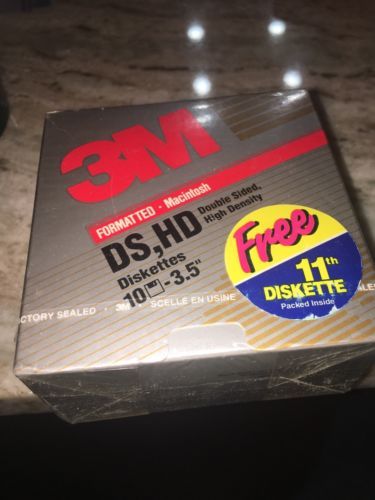 3M
FORMATTED · Macintosh
DS,HD Double Sided,
High Density
Diskettes
10 -3.5"
Free
11th
DISKETTE
Packed Inside
CTORY SEALED · 3M SCELLE EN USINE